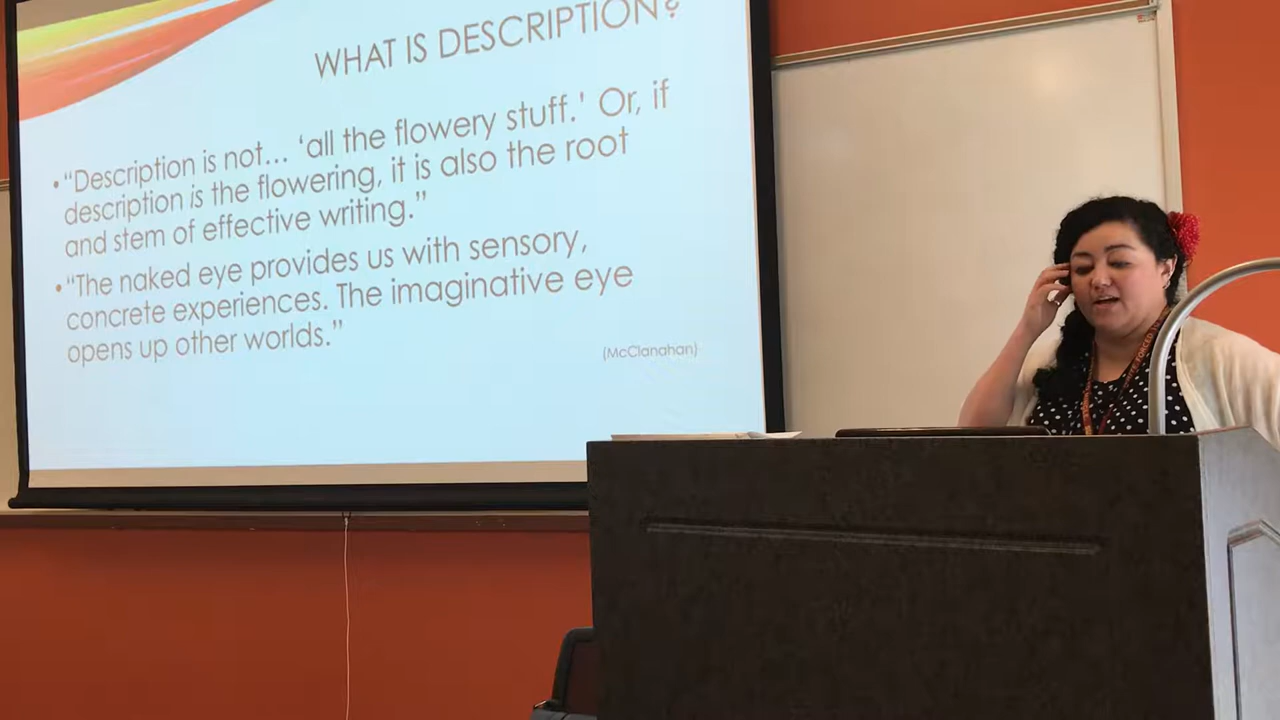 WHAT IS DESCRIPTION?
•“Description is not... ‘all the flowery stuff.’ Or, if
description is the flowering, it is also the root
and stem of effective writing.”
•“The naked eye provides us with sensory,
concrete experiences. The imaginative eye
opens up other worlds.”
(McClanahan)